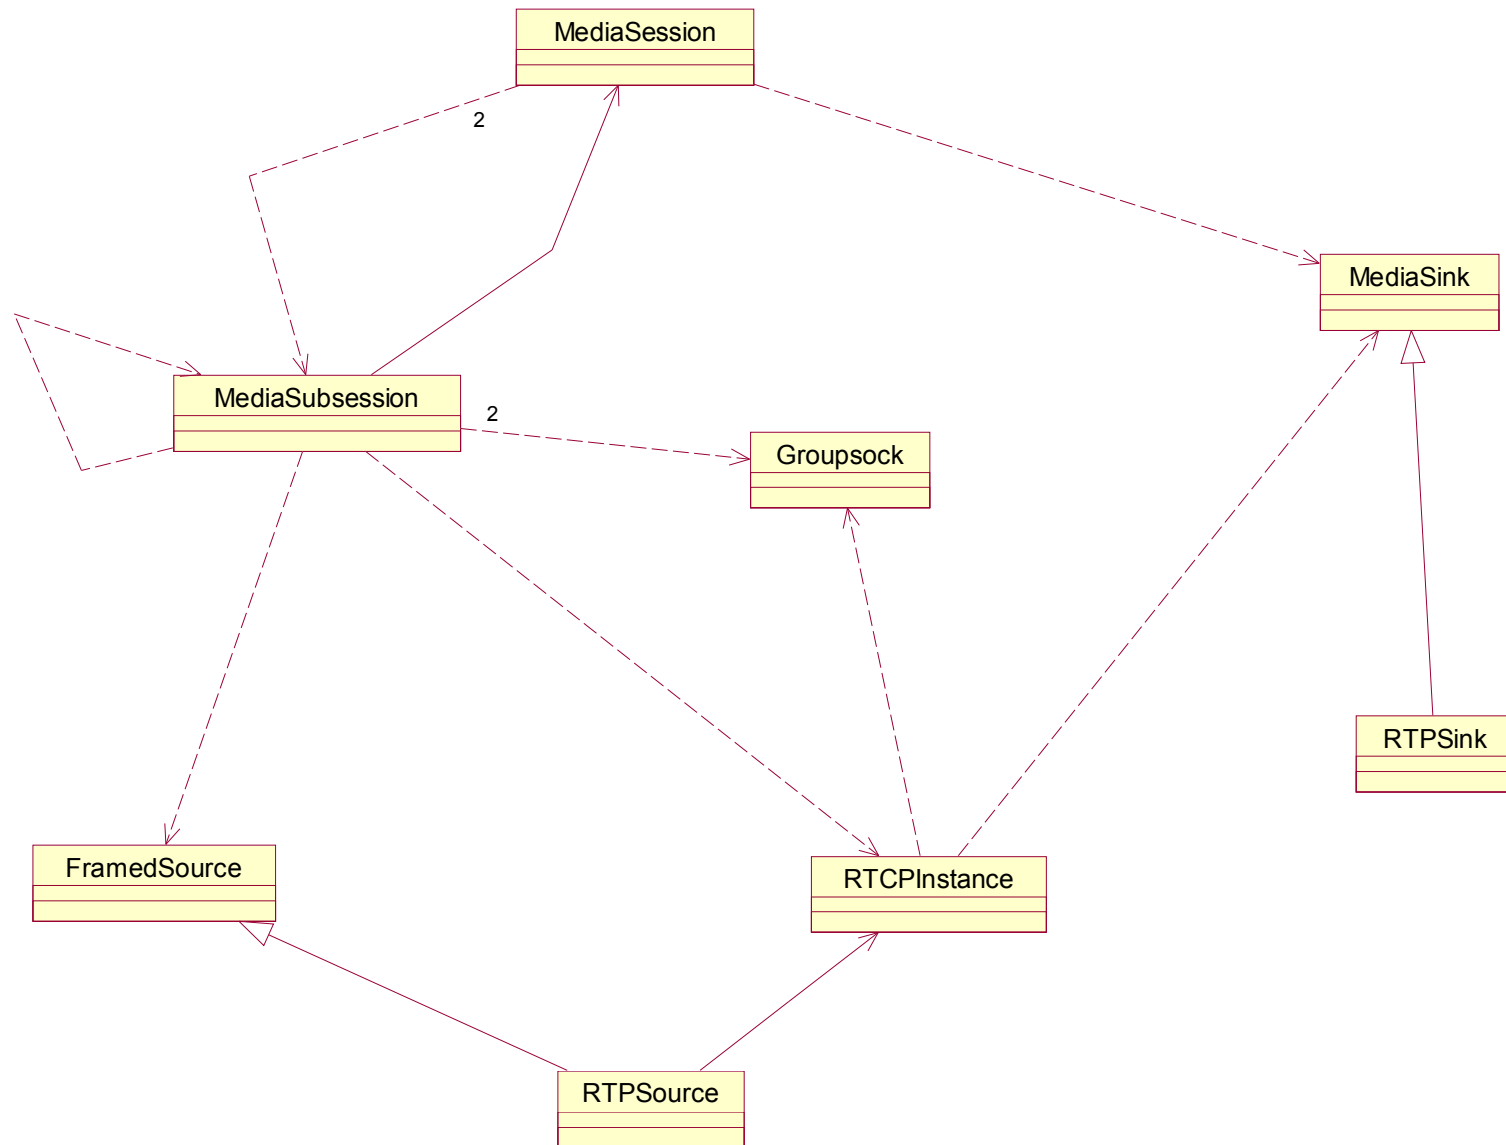 MediaSession
2
MediaSink
MediaSubsession
2
Groupsock
RTPSink
FramedSource
RTCPInstance
RTPSource